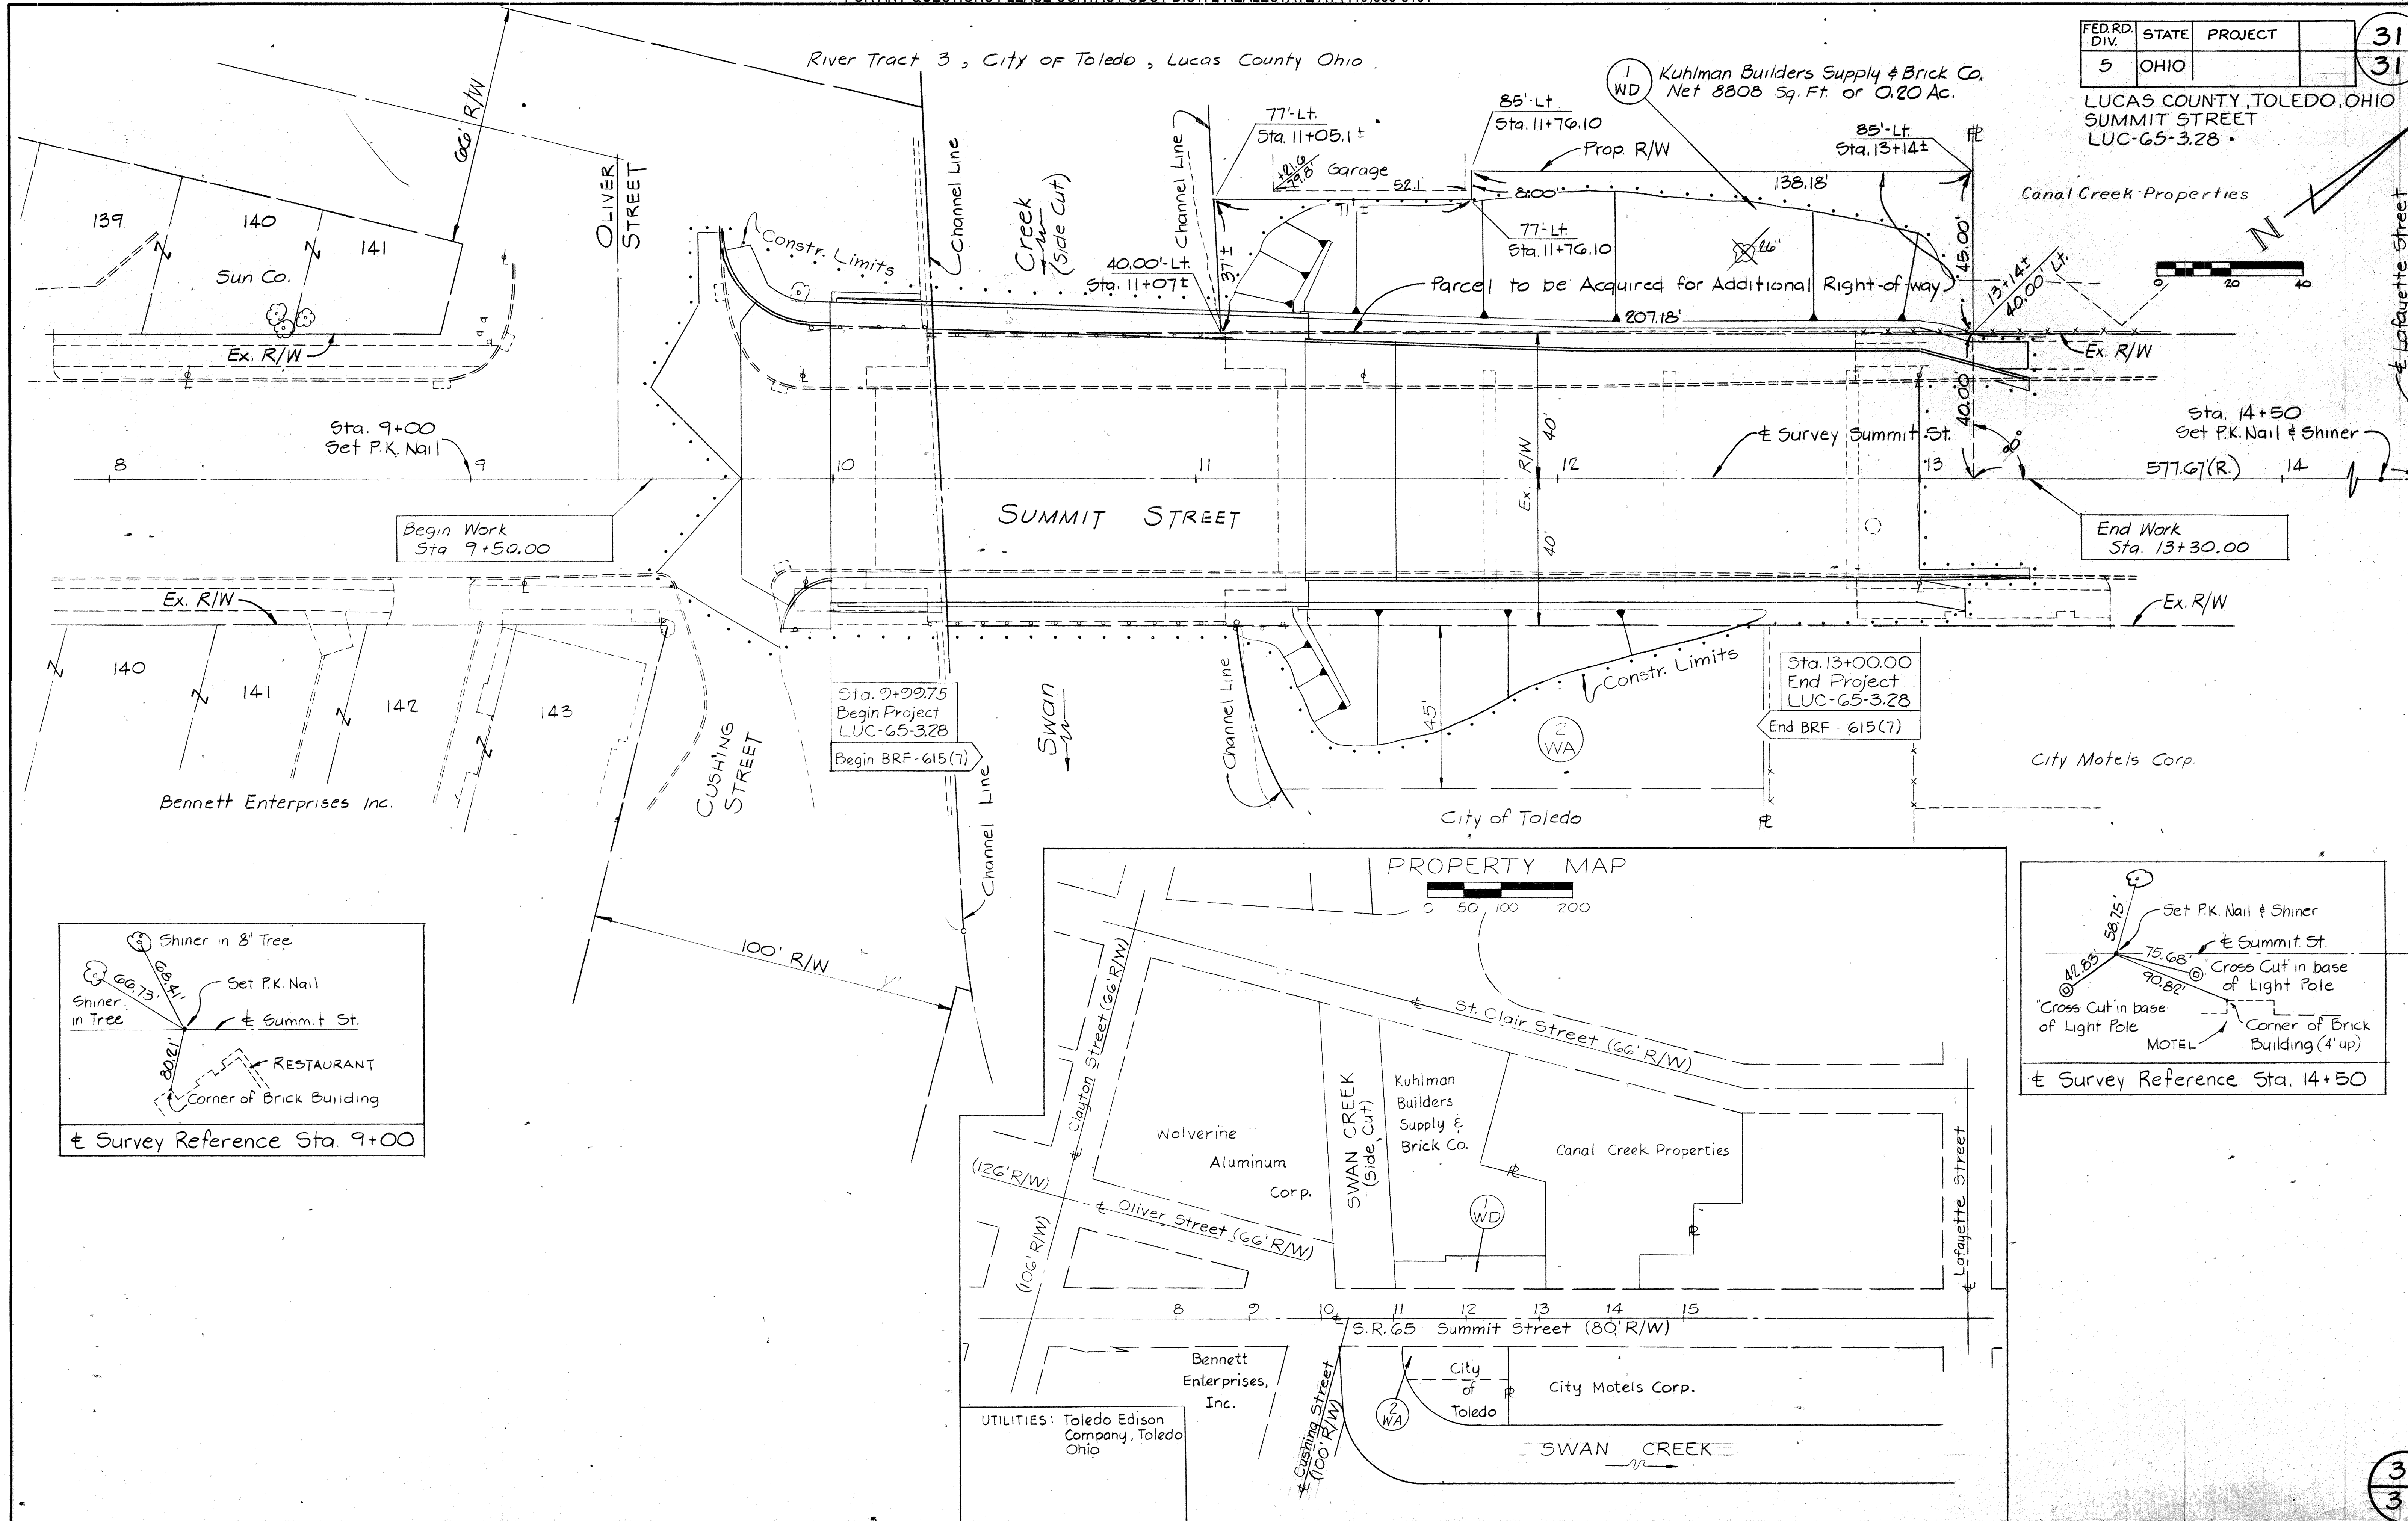 River Tract 3, City of Toledo, Lucas County Ohio
FED.RD. DIV. STATE PROJECT
5 OHIO
31
31
LUCAS COUNTY, TOLEDO, OHIO
SUMMIT STREET
LUC-65-3.28
1
WD
Kuhlman Builders Supply & Brick Co.
Net 8808 Sq. Ft. or 0.20 Ac.
66' R/W
OLIVER
STREET
139
140
141
Sun Co.
Ex. R/W
Constr. Limits
Channel Line
Creek
(Side Cut)
Channel Line
77'-Lt.
Sta. 11+05.1±
85'-Lt.
Sta. 11+76.10
85'-Lt.
Sta. 13+14±
Prop R/W
+21.6
79.8'
Garage
52.1'
8.00'
138.18'
71'±
77'-Lt.
Sta. 11+76.10
26"
37'±
40.00'-Lt.
Sta. 11+07±
Parcel to be Acquired for Additional Right-of-way
207.18'
45.00'
13+14±
40.00' Lt.
Canal Creek Properties
N
0 20 40
℄ Lafayette Street
Ex. R/W
40.00'
90°
Sta. 9+00
Set P.K. Nail
8
9
10
11
12
13
14
℄ Survey Summit St.
Ex. R/W
40'
40'
577.67'(R.)
Sta. 14+50
Set P.K. Nail & Shiner
SUMMIT STREET
Begin Work
Sta 9+50.00
End Work
Sta. 13+30.00
Ex. R/W
Ex. R/W
140
141
142
143
Bennett Enterprises Inc.
CUSHING
STREET
Sta. 9+99.75
Begin Project
LUC-65-3.28
Begin BRF-615(7)
Swan
Channel Line
Channel Line
45'
Constr. Limits
2
WA
Sta. 13+00.00
End Project
LUC-65-3.28
End BRF - 615(7)
City of Toledo
City Motels Corp.
100' R/W
Shiner in 8" Tree
68.41'
66.73'
Shiner
in Tree
Set P.K. Nail
℄ Summit St.
80.21'
RESTAURANT
Corner of Brick Building
℄ Survey Reference Sta. 9+00
PROPERTY MAP
0 50 100 200
℄ Clayton Street (66' R/W)
℄ St. Clair Street (66' R/W)
Wolverine
Aluminum
Corp.
SWAN CREEK
(Side Cut)
Kuhlman
Builders
Supply &
Brick Co.
Canal Creek Properties
(126' R/W)
℄ Oliver Street (66' R/W)
(106' R/W)
1
WD
℄ Lafayette Street
8 9 10 11 12 13 14 15
S.R. 65 Summit Street (80' R/W)
Bennett
Enterprises,
Inc.
℄ Cushing Street
(100' R/W)
2
WA
City
of
Toledo
City Motels Corp.
SWAN CREEK
UTILITIES: Toledo Edison
Company, Toledo
Ohio
58.75'
Set P.K. Nail & Shiner
℄ Summit St.
42.83'
75.68'
90.82'
Cross Cut in base
of Light Pole
Cross Cut in base
of Light Pole
MOTEL
Corner of Brick
Building (4' up)
℄ Survey Reference Sta. 14+50
3
3